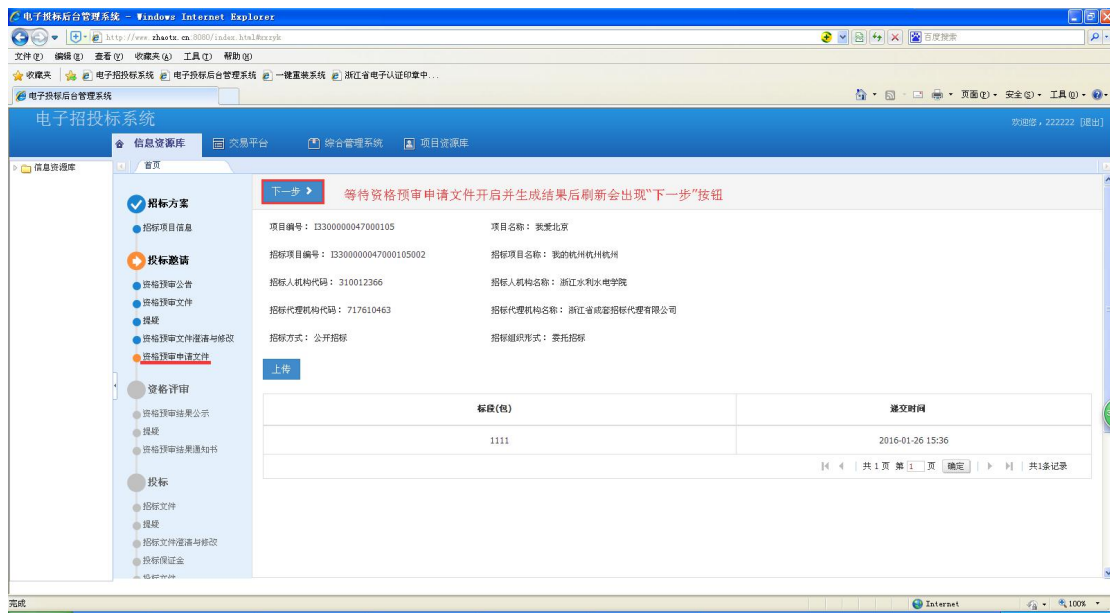 电子投标后台管理系统 - Windows Internet Explorer
http://www.zhaotx.cn:8080/index.html#xxzyk
百度搜索
文件(F) 编辑(E) 查看(V) 收藏夹(A) 工具(T) 帮助(H)
收藏夹 电子招投标系统 电子投标后台管理系统 一键重装系统 浙江省电子认证印章中...
电子投标后台管理系统
页面(P) 安全(S) 工具(O)
电子招投标系统
欢迎您，222222 [退出]
信息资源库 交易平台 综合管理系统 项目资源库
信息资源库
首页
招标方案
招标项目信息
投标邀请
资格预审公告
资格预审文件
提疑
资格预审文件澄清与修改
资格预审申请文件
资格评审
资格预审结果公示
提疑
资格预审结果通知书
投标
招标文件
提疑
招标文件澄清与修改
投标保证金
投标文件
下一步 等待资格预审申请文件开启并生成结果后刷新会出现“下一步”按钮
项目编号： I3300000047000105 项目名称： 我爱北京
招标项目编号： I3300000047000105002 招标项目名称： 我的杭州杭州杭州
招标人机构代码： 310012366 招标人机构名称： 浙江水利水电学院
招标代理机构代码： 717610463 招标代理机构名称： 浙江省成套招标代理有限公司
招标方式： 公开招标 招标组织形式： 委托招标
上传
标段(包) 递交时间
1111 2016-01-26 15:36
共 1 页 第 1 页 确定 共1条记录
完成 Internet 100%